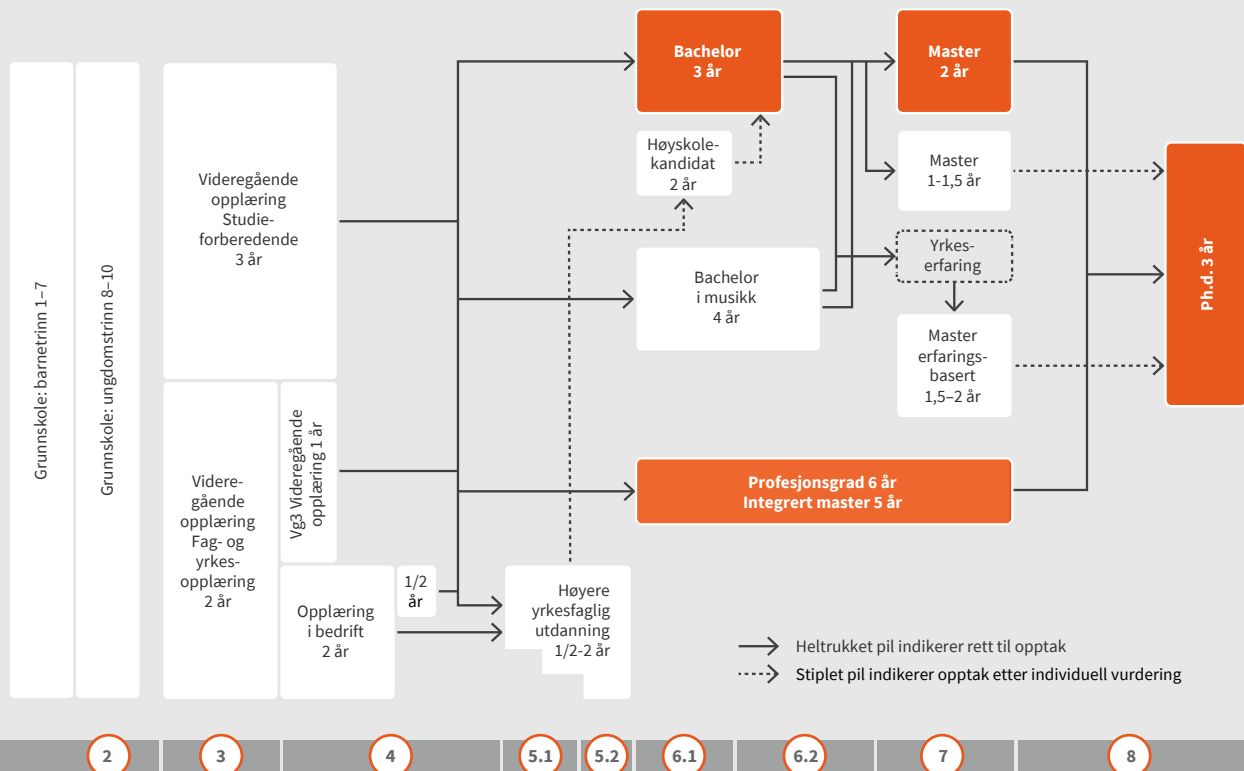 Grunnskole: barnetrinn 1–7
Grunnskole: ungdomstrinn 8–10
Videregående
opplæring
Studie-
forberedende
3 år
Videre-
gående
opplæring
Fag- og
yrkes-
opplæring
2 år
Vg3 Videregående
opplæring 1 år
Opplæring
i bedrift
2 år
1/2
år
Høyere
yrkesfaglig
utdanning
1/2-2 år
Bachelor
3 år
Høyskole-
kandidat
2 år
Bachelor
i musikk
4 år
Profesjonsgrad 6 år
Integrert master 5 år
Master
2 år
Master
1-1,5 år
Yrkes-
erfaring
Master
erfarings-
basert
1,5–2 år
Ph.d. 3 år
Heltrukket pil indikerer rett til opptak
Stiplet pil indikerer opptak etter individuell vurdering
2 3 4 5.1 5.2 6.1 6.2 7 8